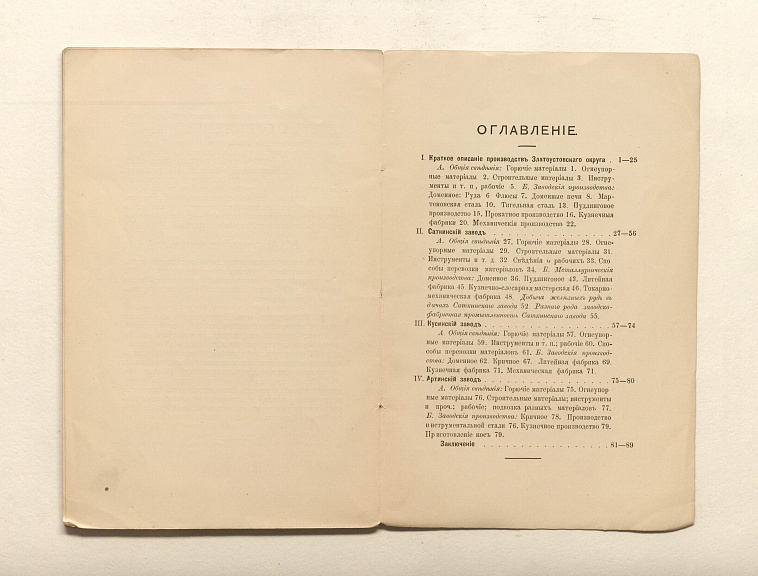 ОГЛАВЛЕНІЕ.
I. Краткое описаніе производствъ Златоустовскаго округа . 1—25
А. Общія свѣдѣнія: Горючіе матеріалы 1. Огнеупор-
ные матеріалы 2. Строительные матеріалы 3. Инстру-
менты и т. п., рабочіе 5. Б. Заводскія производства:
Доменное: Руда 6 Флюсы 7. Доменные печи 8. Мар-
теновская сталь 10. Тигельная сталь 13. Пудлинговое
производство 15. Прокатное производство 16. Кузнечная
фабрика 20. Механическія производства 22.
II. Саткинскій заводъ . . . . . . . . . . . . . . . 27—56
А. Общія свѣдѣнія 27. Горючіе матеріалы 28. Огне-
упорные матеріалы 29. Строительные матеріалы 31.
Инструменты и т. д 32 Свѣдѣнія о рабочихъ 33. Спо
собы перевозки матеріаловъ 34. Б. Металлургическія
производства: Доменное 36. Пудлинговое 43. Литейная
фабрика 45. Кузнечно-слесарная мастерская 46. Токарно-
механическая фабрика 48. Добыча желѣзныхъ рудъ въ
дачахъ Саткинскаго завода 52. Разнаго рода заводско-
фабричная промышленность Саткинскаго завода 55.
III. Кусинскій заводъ . . . . . . . . . . . . . . . 57—74
А. Общія свѣдѣнія: Горючіе матеріалы 57. Огнепор-
ные матеріалы 59. Инструменты и т. п.; рабочіе 60. Спо-
собы перевозки матеріаловъ 61. Б. Заводскія производ-
ства: Доменное 62. Кричное 67. Литейная фабрика 69.
Кузнечная фабрика 71. Механическая фабрика 71.
IV. Артинскій заводъ . . . . . . . . . . . . . . . 75—80
А. Общія свѣдѣнія: Горючіе матеріалы 75. Огнеупор
ные матеріалы 76. Строительные матеріалы; инструменты
и проч.; рабочіе; подвозка разныхъ матеріаловъ 77.
Б. Заводскія производства: Кричное 78. Производство
инструментальной стали 76. Кузнечное производство 79.
Приготовленіе косъ 79.
Заключеніе . . . . . . . . . . . . . . . . 81—89